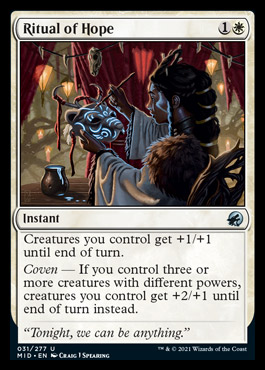 Ritual of Hope 1
Instant
Creatures you control get +1/+1
until end of turn.
Coven — If you control three or
more creatures with different powers,
creatures you control get +2/+1 until
end of turn instead.
“Tonight, we can be anything.”
031/277 U
MID • EN CRAIG J SPEARING
™ & © 2021 Wizards of the Coast